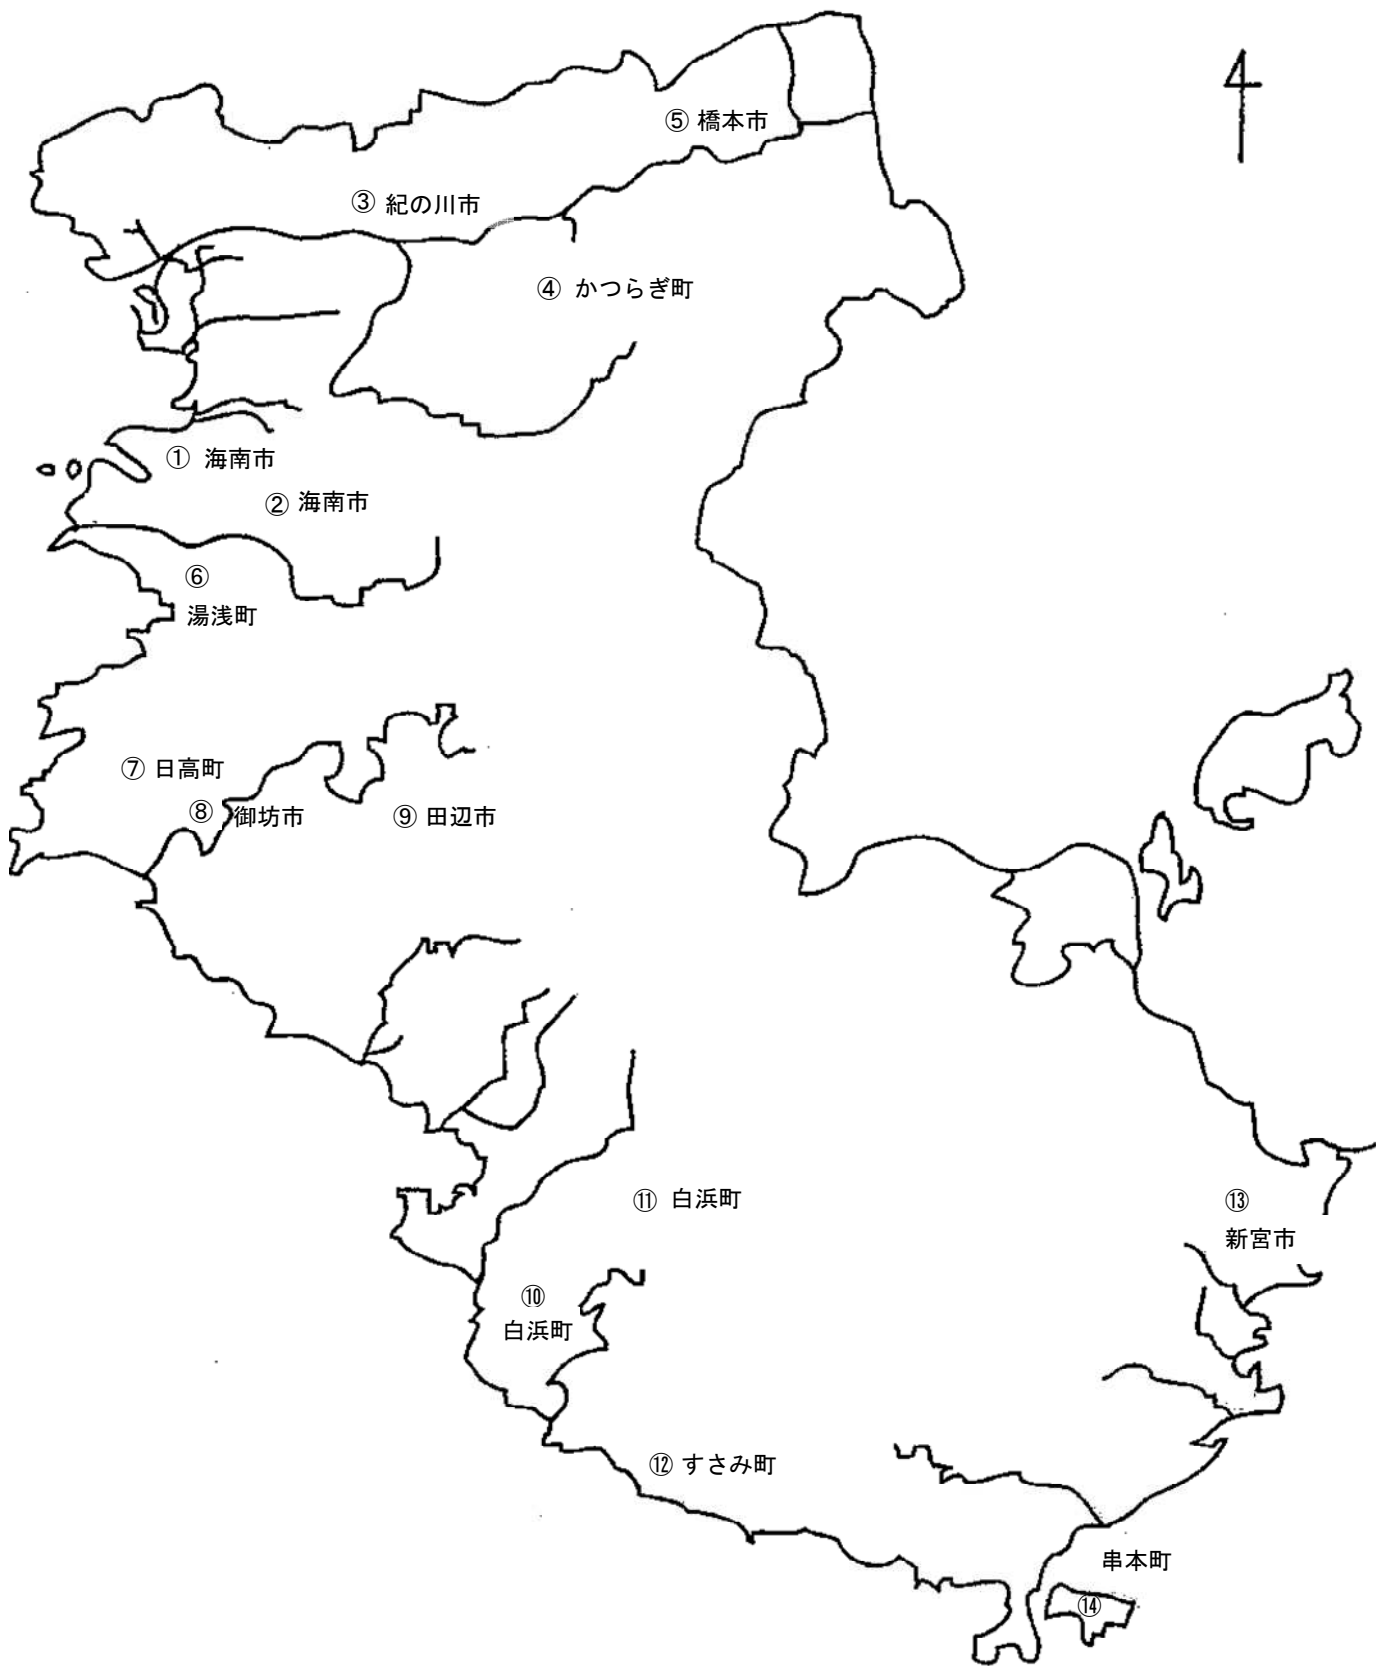 ⑤ 橋本市
③ 紀の川市
④ かつらぎ町
① 海南市
② 海南市
⑥
湯浅町
⑦ 日高町
⑧ 御坊市
⑨ 田辺市
⑪ 白浜町
⑬
新宮市
⑩
白浜町
⑫ すさみ町
串本町
⑭